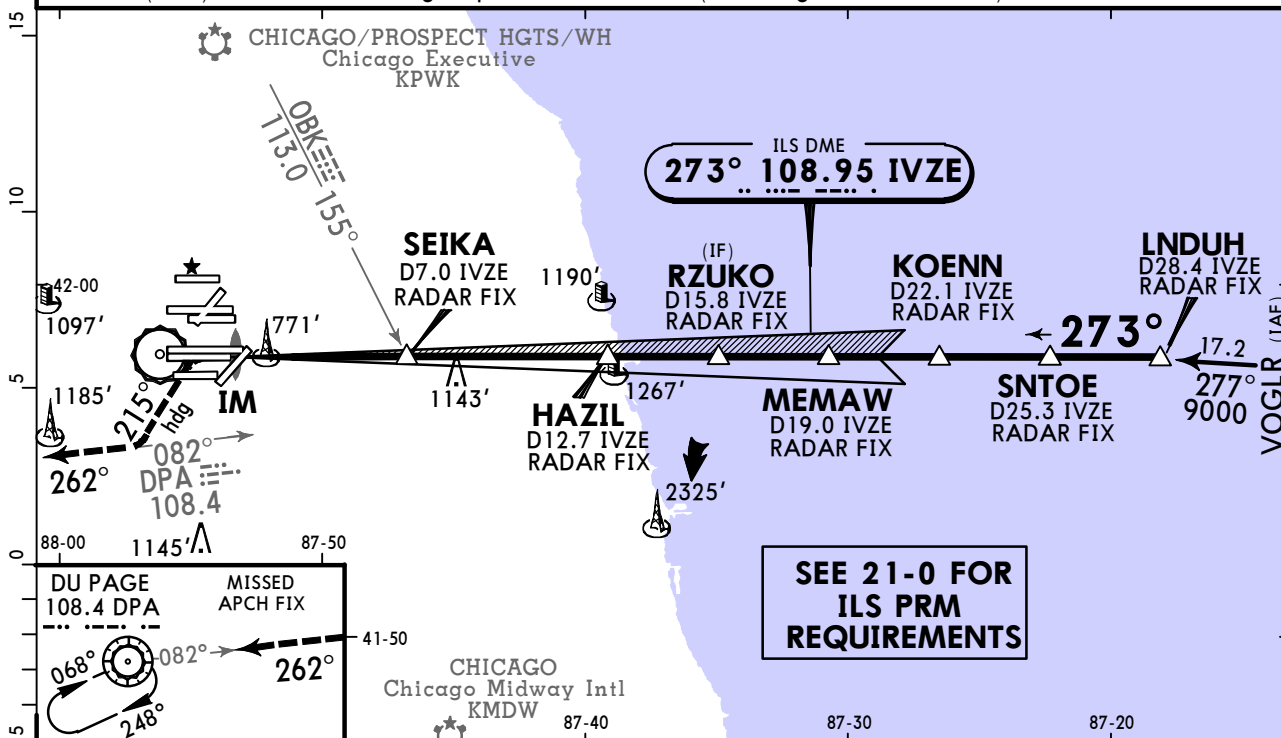 15
CHICAGO/PROSPECT HGTS/WH
Chicago Executive
KPWK
OBK
113.0
155°
ILS DME
273° 108.95 IVZE
10
SEIKA
D7.0 IVZE
RADAR FIX
1190'
(IF)
RZUKO
D15.8 IVZE
RADAR FIX
KOENN
D22.1 IVZE
RADAR FIX
LNDUH
D28.4 IVZE
RADAR FIX
42-00
1097'
771'
273°
17.2
277°
9000
VOGLR (IAF)
5
1185'
215°
hdg
IM
1143'
HAZIL
D12.7 IVZE
RADAR FIX
1267'
MEMAW
D19.0 IVZE
RADAR FIX
SNTOE
D25.3 IVZE
RADAR FIX
262°
082°
DPA
108.4
2325'
1145'
0
88-00
87-50
SEE 21-0 FOR
ILS PRM
REQUIREMENTS
DU PAGE
108.4 DPA
MISSED
APCH FIX
41-50
068°
082°
262°
248°
CHICAGO
Chicago Midway Intl
KMDW
5
87-40
87-30
87-20